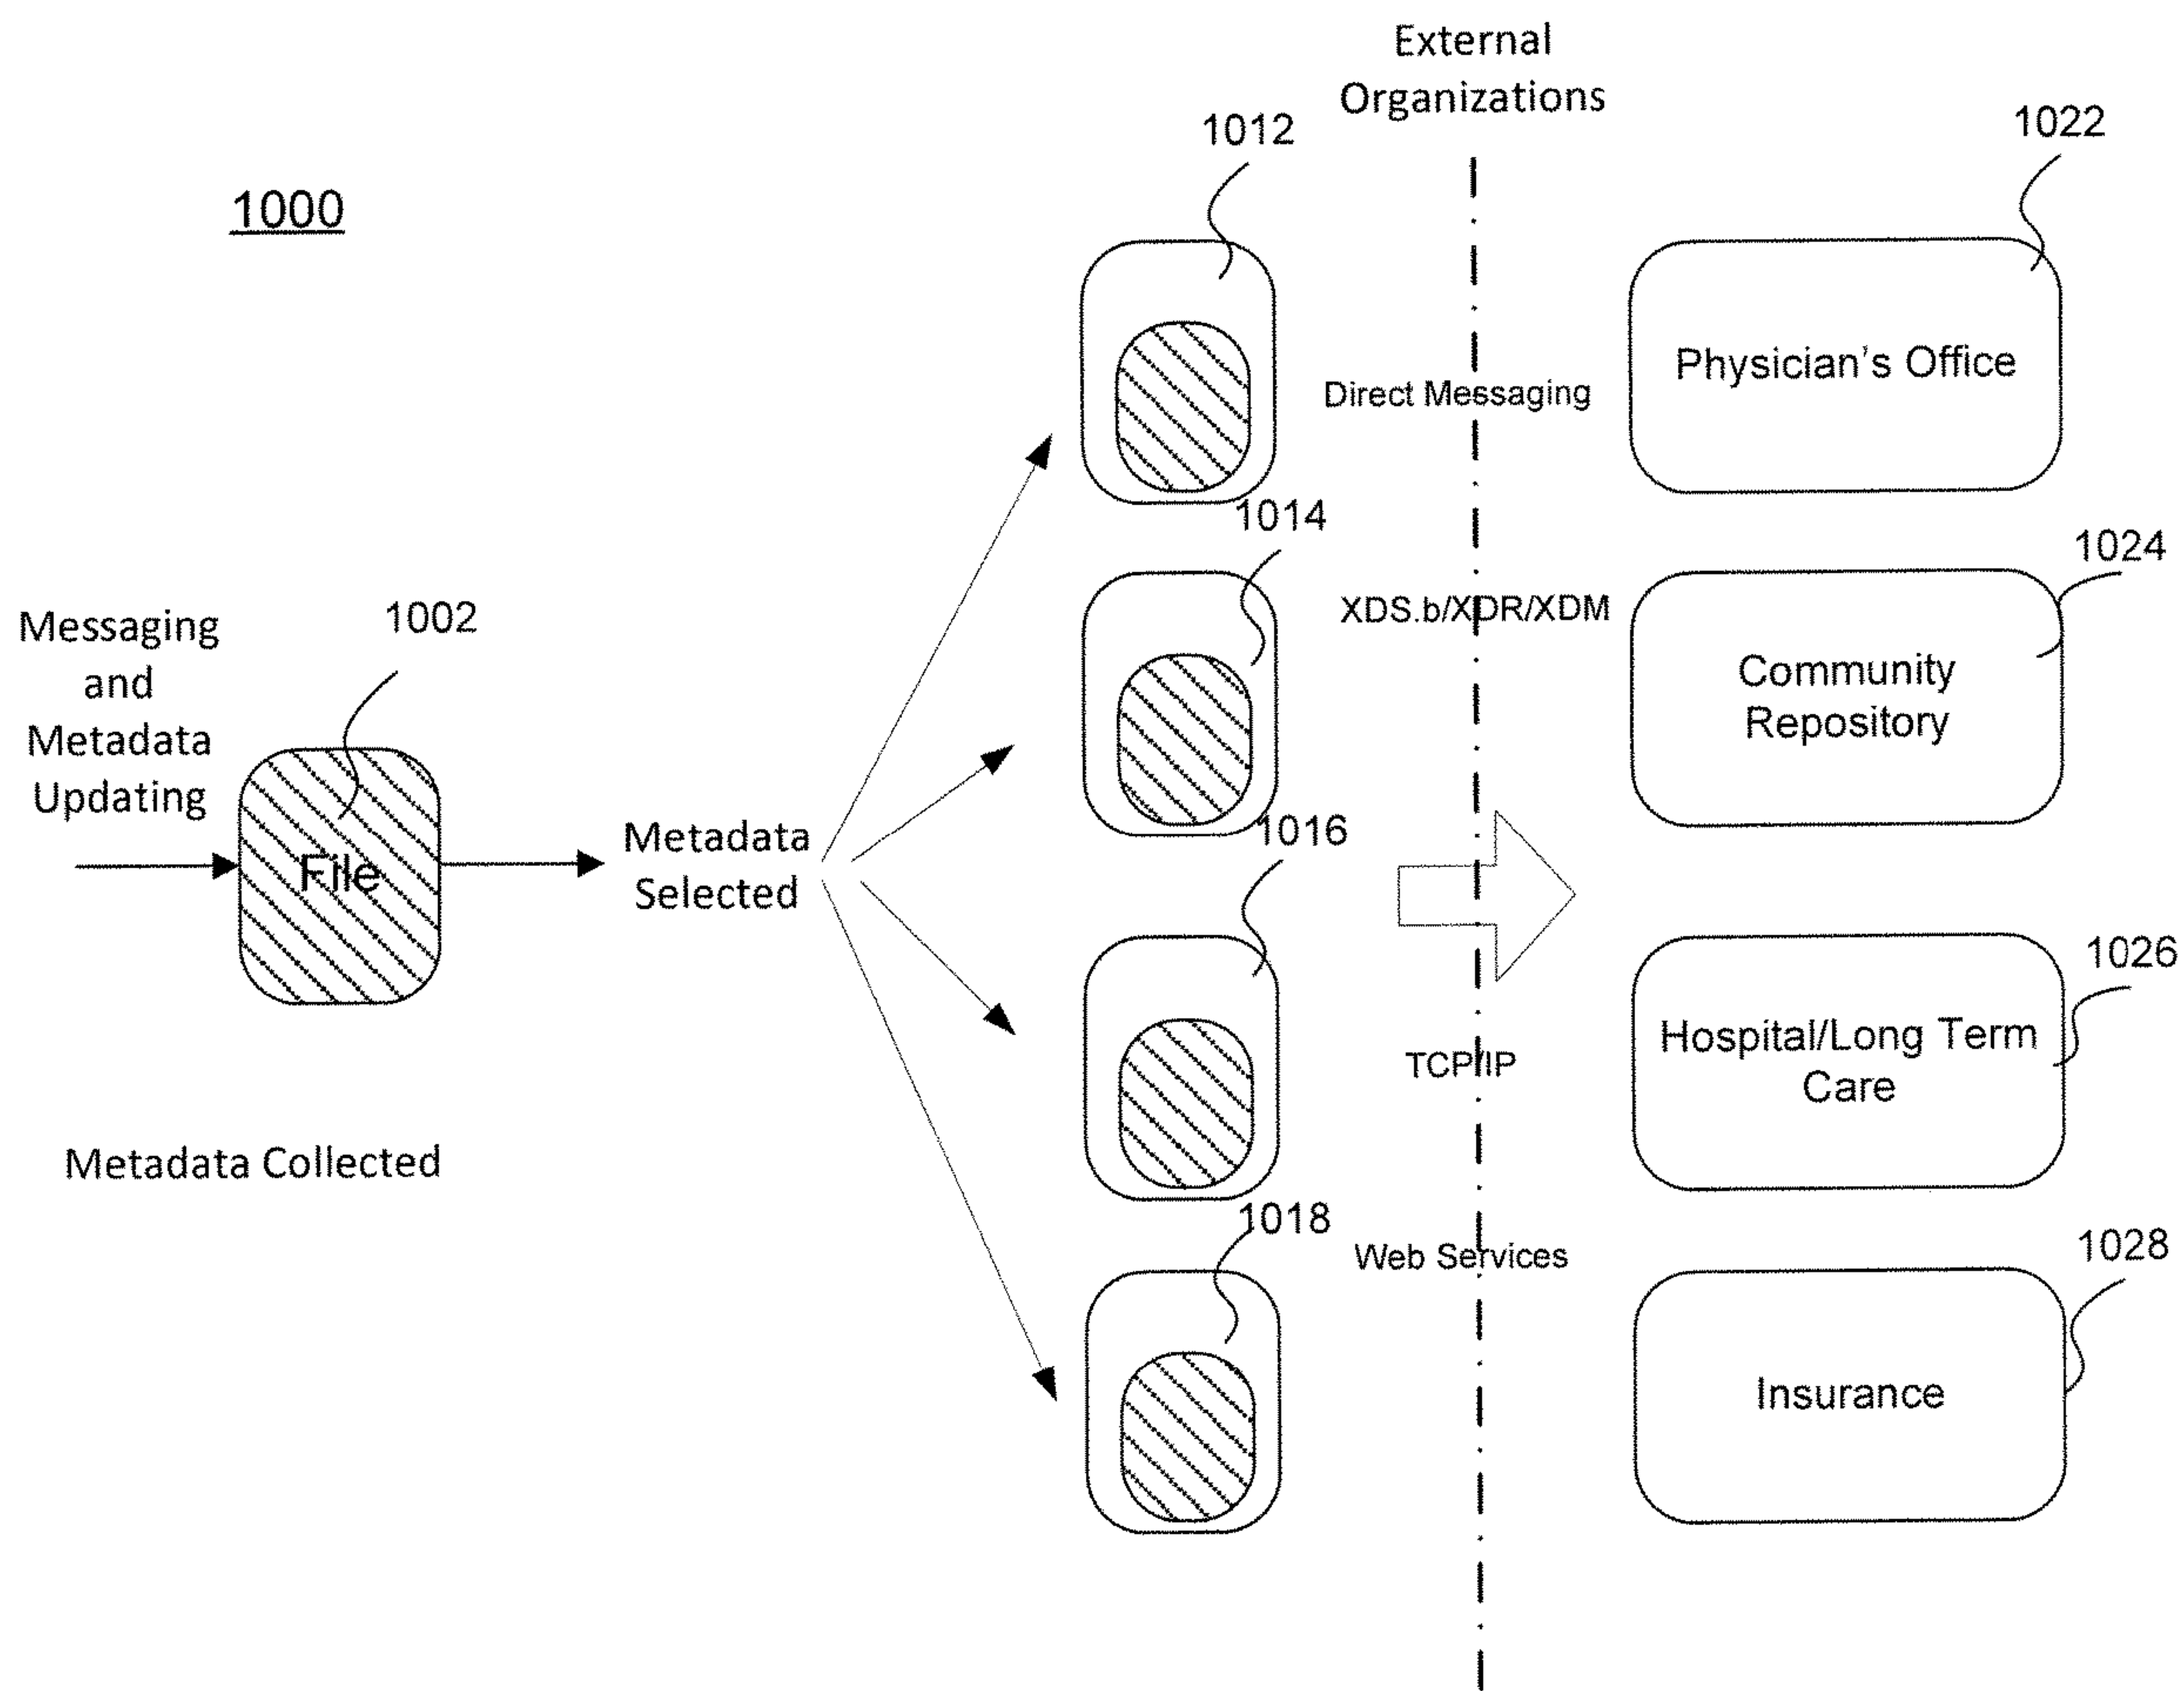 External
Organizations
1012
1022
1000
Physician's Office
Direct Messaging
1014
1024
XDS.b/XDR/XDM
Messaging
and
Metadata
Updating
1002
Community
Repository
File
Metadata
Selected
1016
1026
Hospital/Long Term
Care
TCP/IP
Metadata Collected
1018
Web Services
1028
Insurance